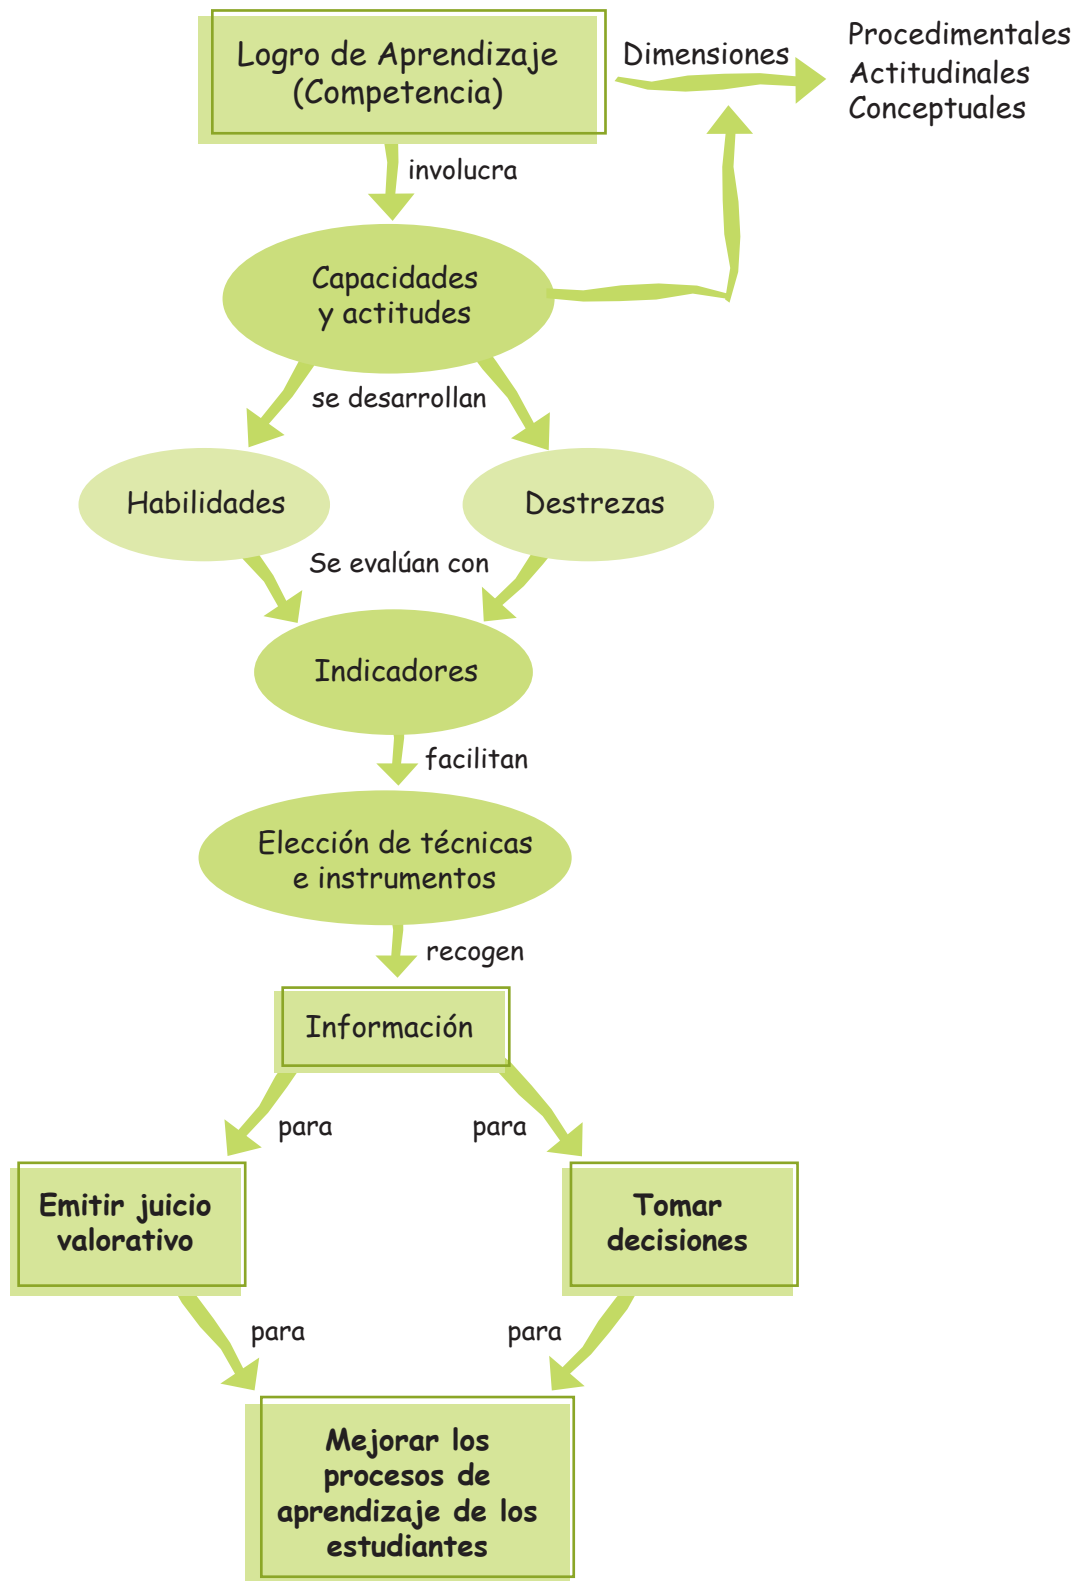 Logro de Aprendizaje
(Competencia)
Dimensiones
Procedimentales
Actitudinales
Conceptuales
involucra
Capacidades
y actitudes
se desarrollan
Habilidades
Destrezas
Se evalúan con
Indicadores
facilitan
Elección de técnicas
e instrumentos
recogen
Información
para
para
Emitir juicio
valorativo
Tomar
decisiones
para
para
Mejorar los
procesos de
aprendizaje de los
estudiantes